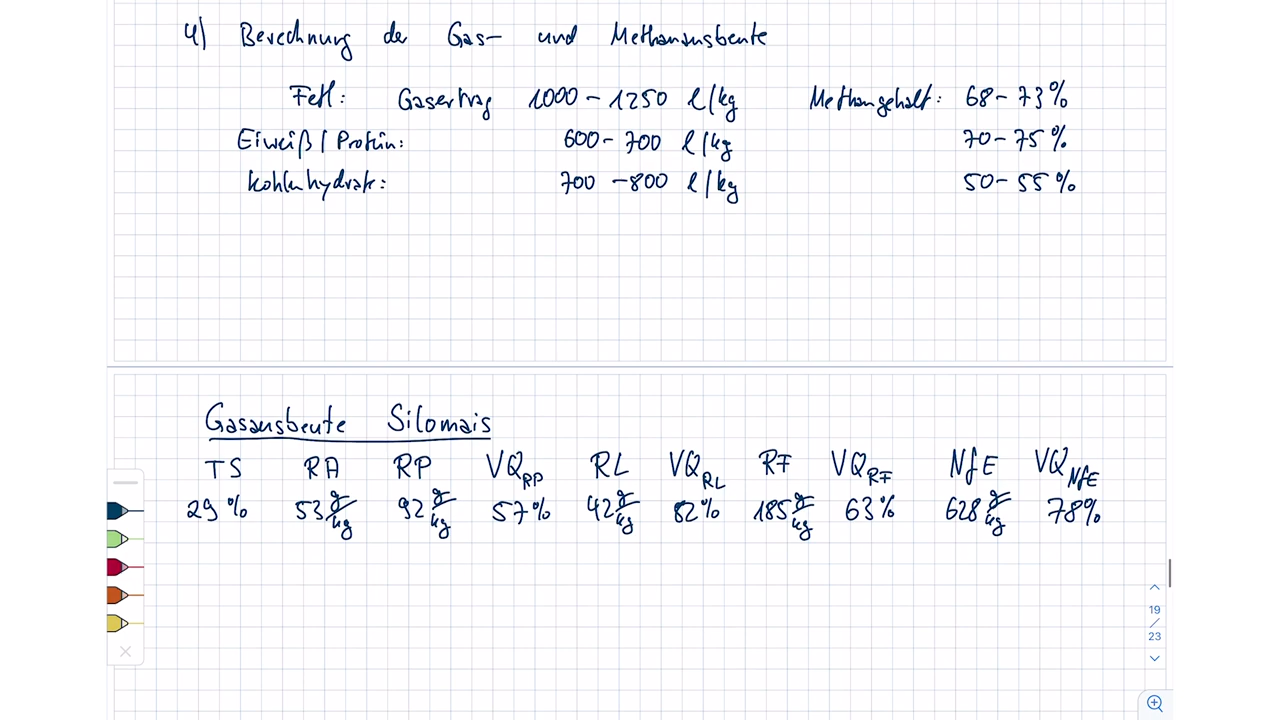 4) Berechnung der Gas- und Methanausbeute
Fett: Gasertrag 1000-1250 l/kg Methangehalt: 68-73%
Eiweiß/Protein: 600-700 l/kg 70-75%
Kohlenhydrate: 700-800 l/kg 50-55%
Gasausbeute Silomais
TS RA RP VQRP RL VQRL RF VQRF NfE VQNfE
29% 53 g/kg 92 g/kg 57% 42 g/kg 82% 185 g/kg 63% 628 g/kg 78%
19
/
23